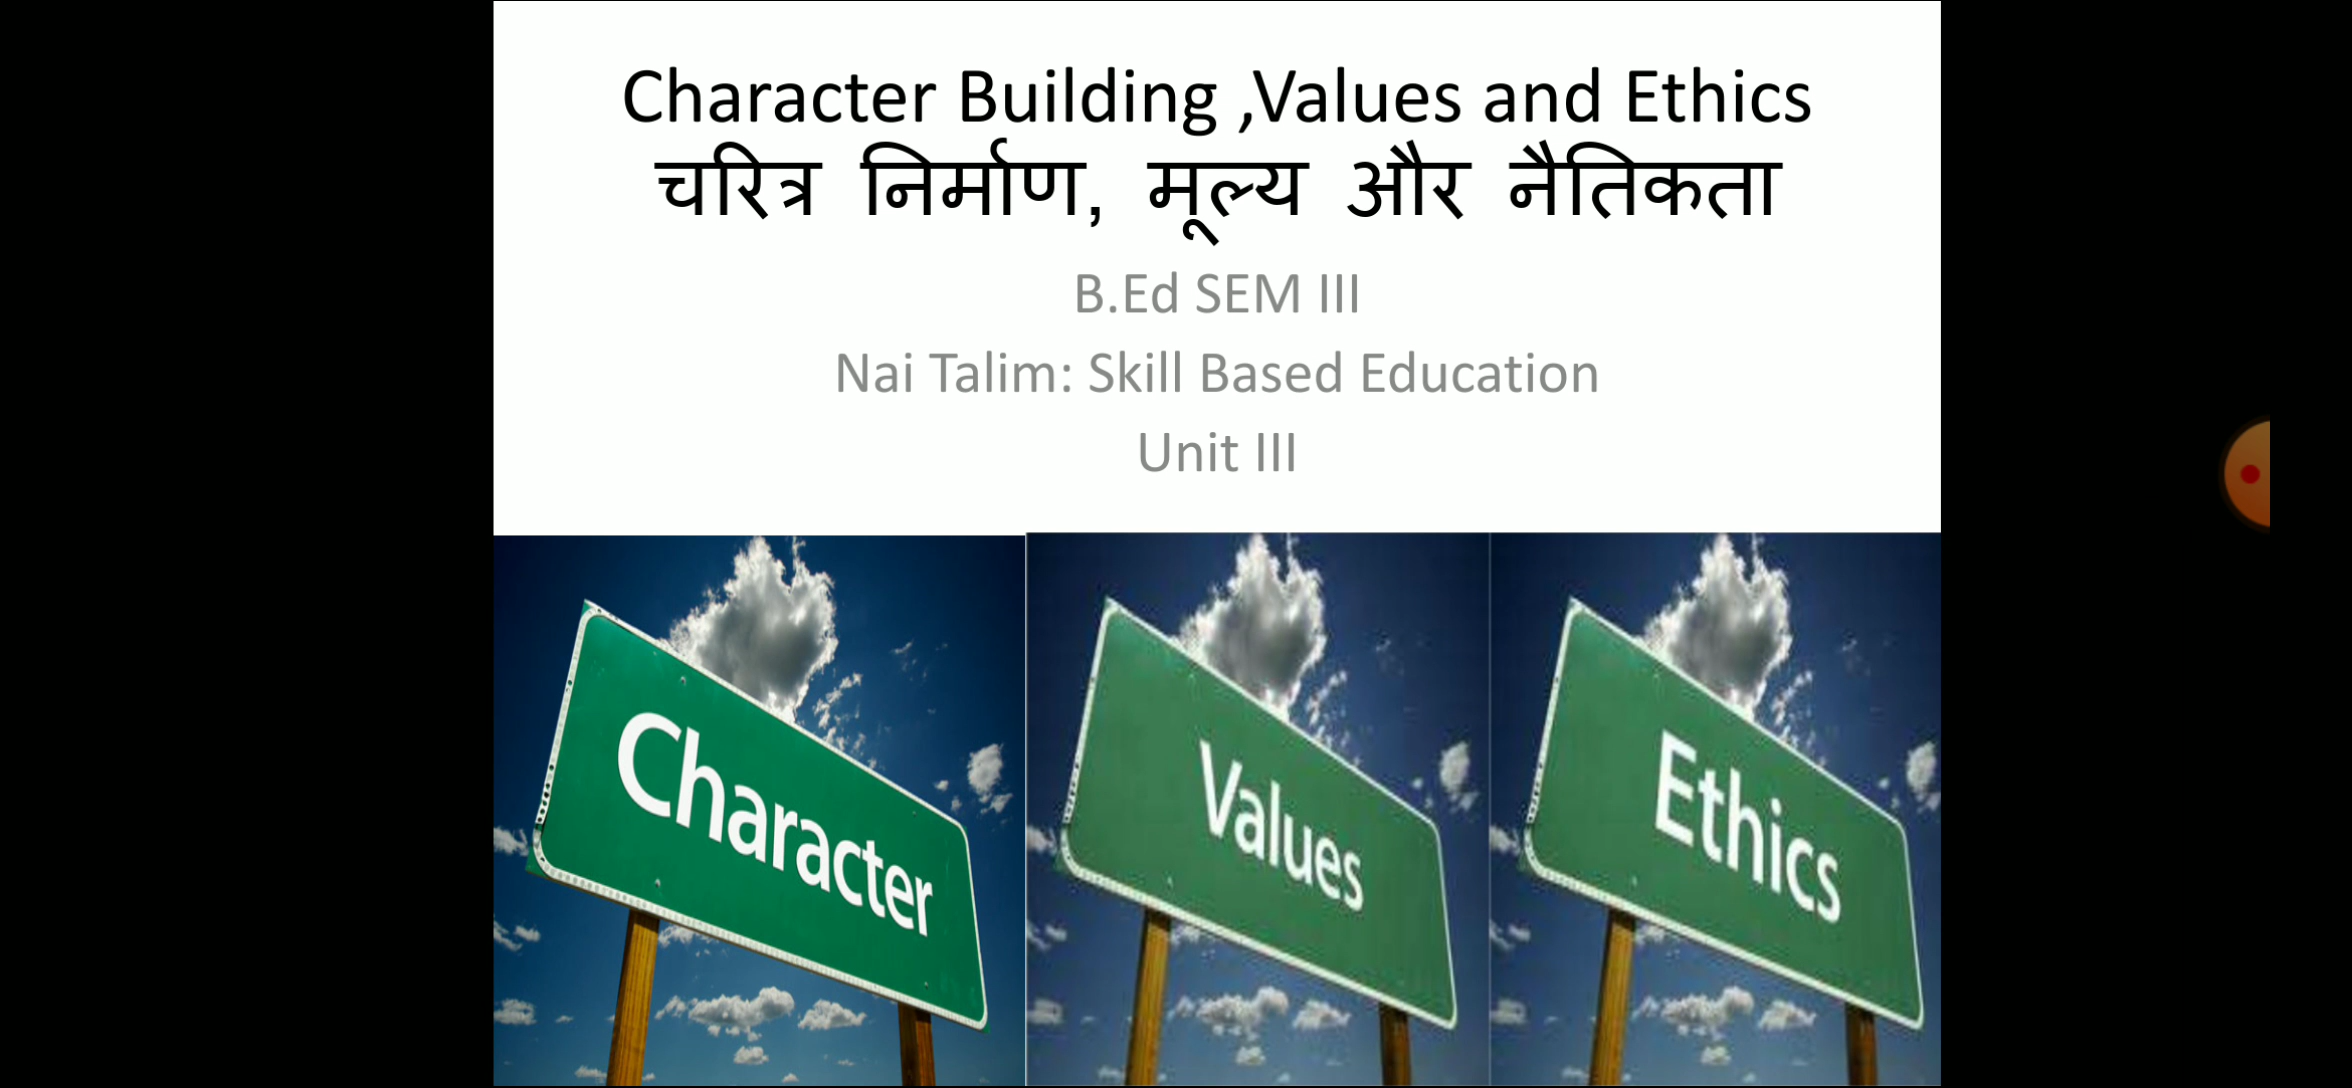 Character Building ,Values and Ethics
चरित्र निर्माण, मूल्य और नैतिकता
B.Ed SEM III
Nai Talim: Skill Based Education
Unit III
Character
Values
Ethics